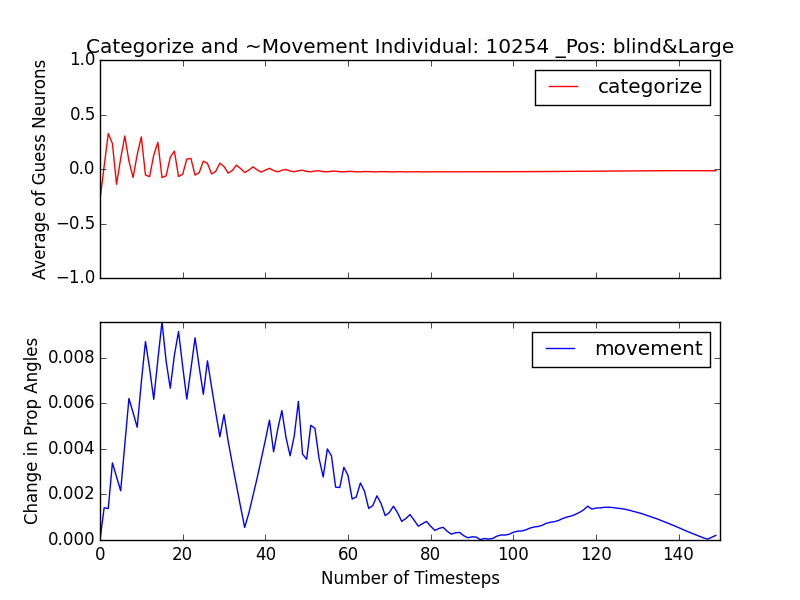 Categorize and ~Movement Individual: 10254 _Pos: blind&Large
Average of Guess Neurons
1.0
0.5
0.0
−0.5
−1.0
categorize
Change in Prop Angles
0.008
0.006
0.004
0.002
0.000
movement
0 20 40 60 80 100 120 140
Number of Timesteps